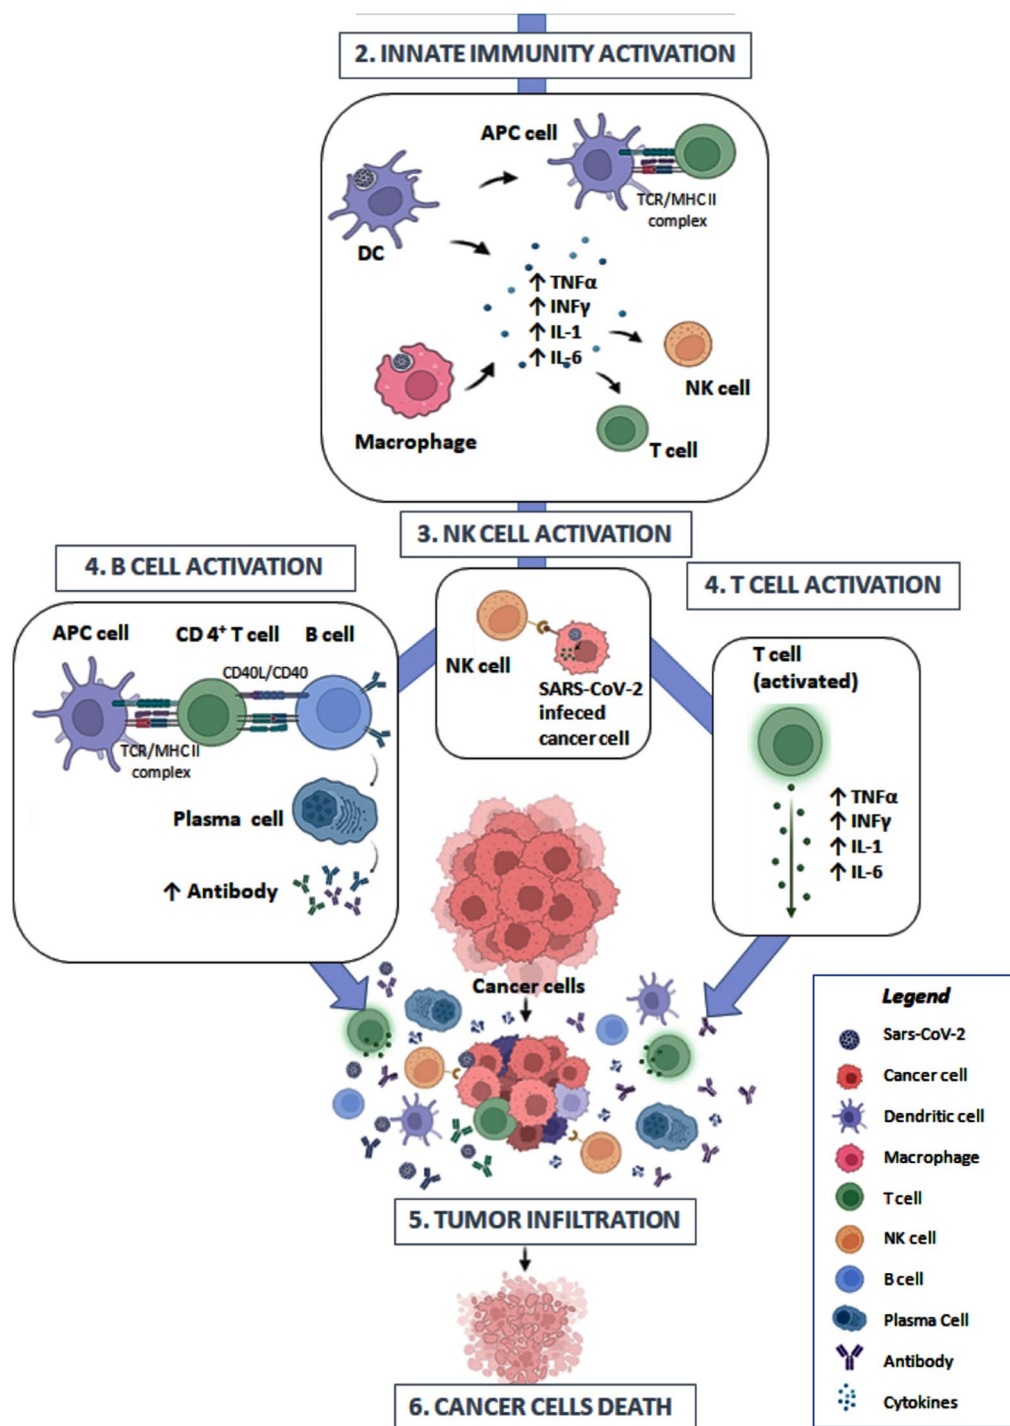 2. INNATE IMMUNITY ACTIVATION
APC cell
TCR/MHC II
complex
DC
↑ TNFα
↑ INFγ
↑ IL-1
↑ IL-6
NK cell
Macrophage
T cell
3. NK CELL ACTIVATION
4. B CELL ACTIVATION
4. T CELL ACTIVATION
APC cell
CD 4⁺ T cell
B cell
CD40L/CD40
TCR/MHC II
complex
Plasma cell
↑ Antibody
NK cell
SARS-CoV-2
infeced
cancer cell
T cell
(activated)
↑ TNFα
↑ INFγ
↑ IL-1
↑ IL-6
Cancer cells
5. TUMOR INFILTRATION
6. CANCER CELLS DEATH
Legend
Sars-CoV-2
Cancer cell
Dendritic cell
Macrophage
T cell
NK cell
B cell
Plasma Cell
Antibody
Cytokines